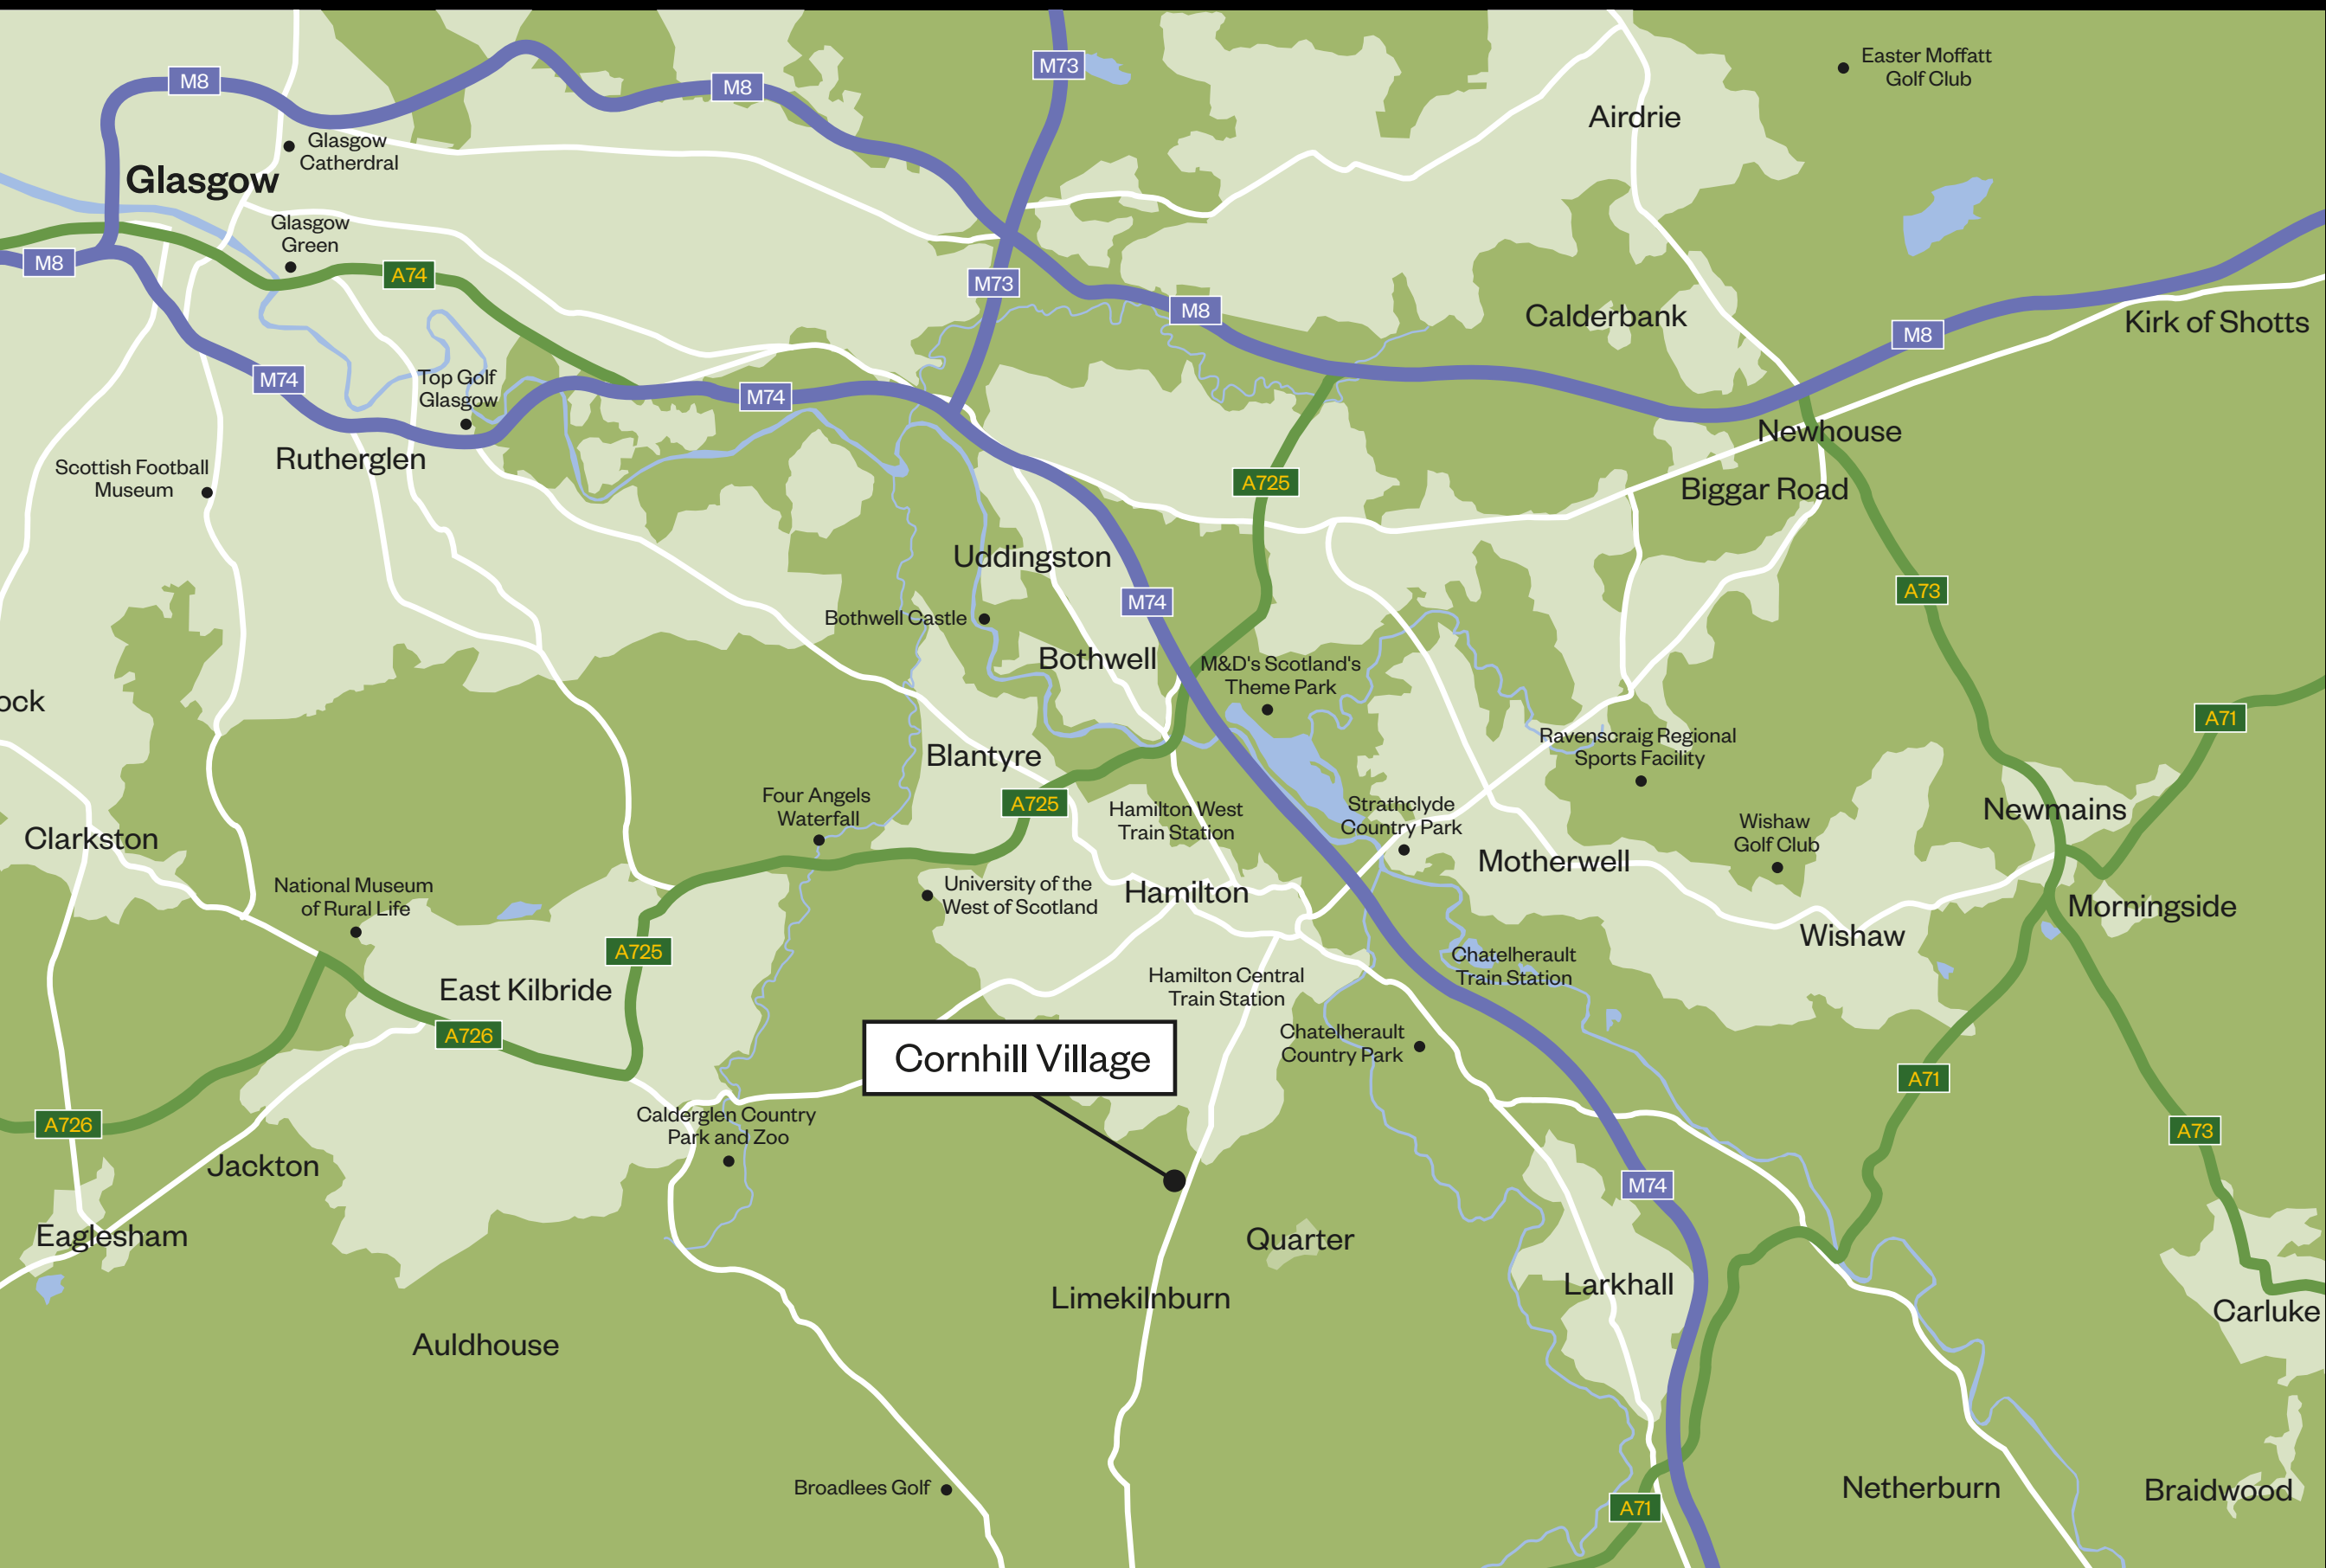 M73
Easter Moffatt
Golf Club
M8
M8
Airdrie
Glasgow
Catherdral
Glasgow
Glasgow
Green
M8
A74
M73
M8
Calderbank
Kirk of Shotts
M8
M74
Top Golf
Glasgow
M74
Newhouse
Rutherglen
Scottish Football
Museum
A725
Biggar Road
Uddingston
A73
M74
Bothwell Castle
Bothwell
M&D's Scotland's
Theme Park
ock
A71
Ravenscraig Regional
Sports Facility
Blantyre
A725
Four Angels
Waterfall
Hamilton West
Train Station
Strathclyde
Country Park
Newmains
Clarkston
Wishaw
Golf Club
Motherwell
National Museum
of Rural Life
University of the
West of Scotland
Hamilton
Morningside
Wishaw
A725
Chatelherault
Train Station
East Kilbride
Hamilton Central
Train Station
A726
Cornhill Village
Chatelherault
Country Park
A71
A726
Calderglen Country
Park and Zoo
A73
Jackton
M74
Eaglesham
Quarter
Larkhall
Limekilnburn
Carluke
Auldhouse
Broadlees Golf
Netherburn
Braidwood
A71